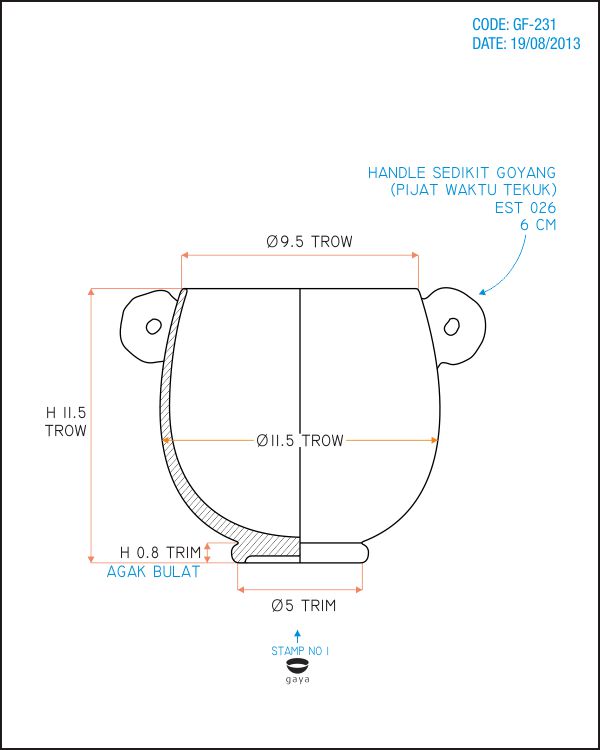 CODE: GF-231
DATE: 19/08/2013
HANDLE SEDIKIT GOYANG
(PIJAT WAKTU TEKUK)
EST 026
6 CM
Ø9.5 TROW
H 11.5
TROW
Ø11.5 TROW
H 0.8 TRIM
AGAK BULAT
Ø5 TRIM
STAMP NO 1
gaya